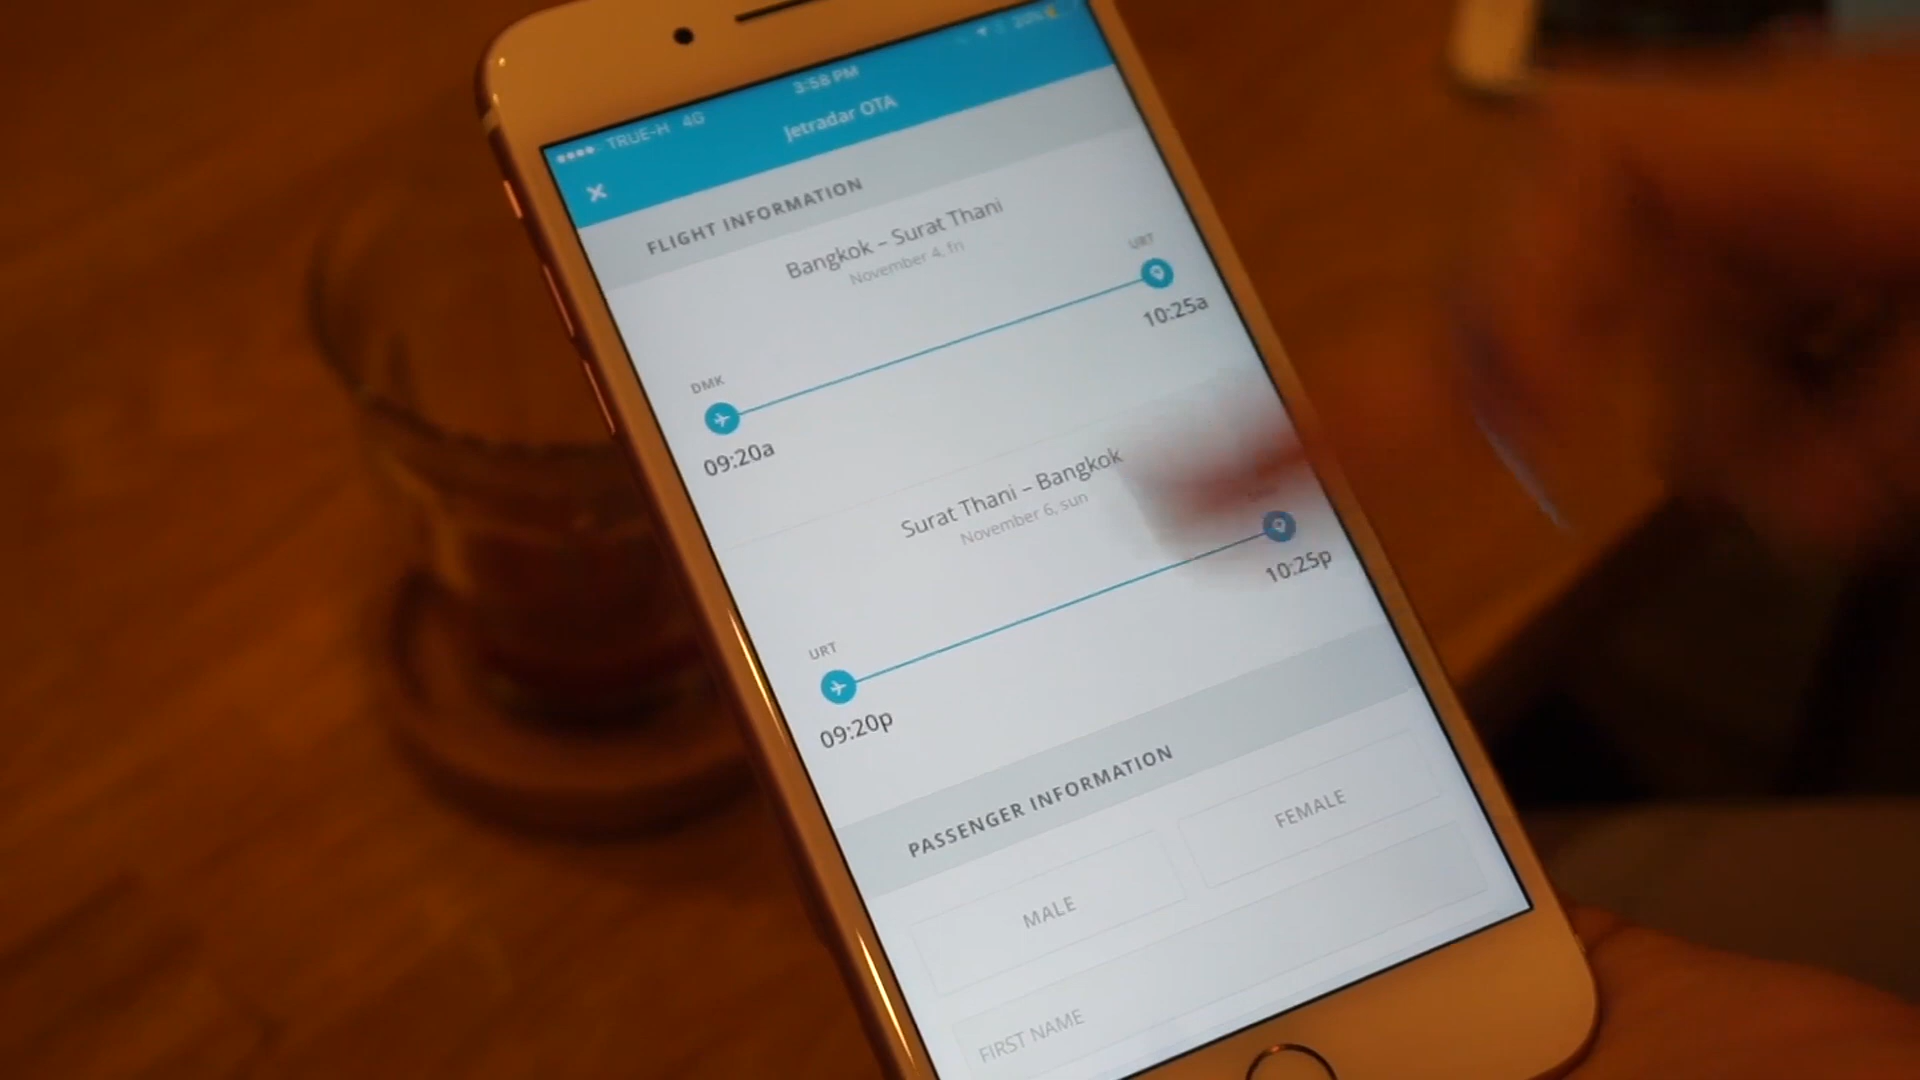 TRUE-H 4G
3:58 PM
Jetradar OTA
FLIGHT INFORMATION
Bangkok – Surat Thani
November 4, fri
DMK
URT
09:20a
10:25a
Surat Thani – Bangkok
November 6, sun
URT
09:20p
10:25p
PASSENGER INFORMATION
MALE
FEMALE
FIRST NAME